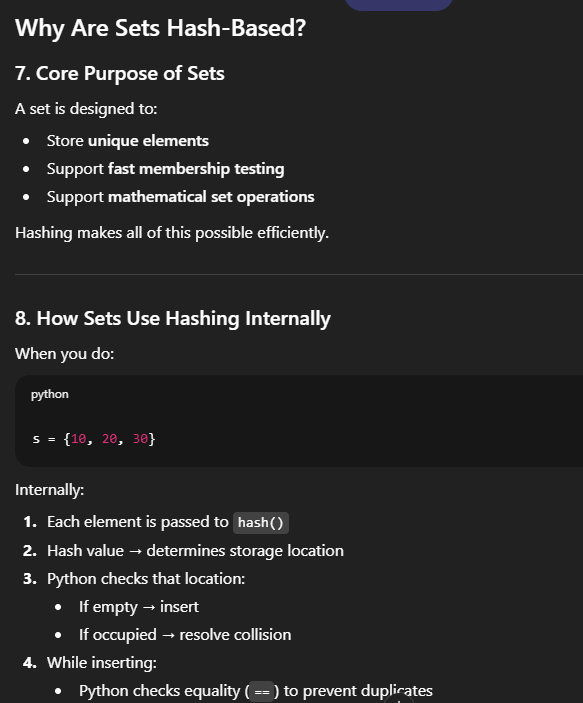 Why Are Sets Hash-Based?
7. Core Purpose of Sets
A set is designed to:
• Store unique elements
• Support fast membership testing
• Support mathematical set operations
Hashing makes all of this possible efficiently.
8. How Sets Use Hashing Internally
When you do:
python
s = {10, 20, 30}
Internally:
1. Each element is passed to hash()
2. Hash value → determines storage location
3. Python checks that location:
• If empty → insert
• If occupied → resolve collision
4. While inserting:
• Python checks equality (==) to prevent duplicates